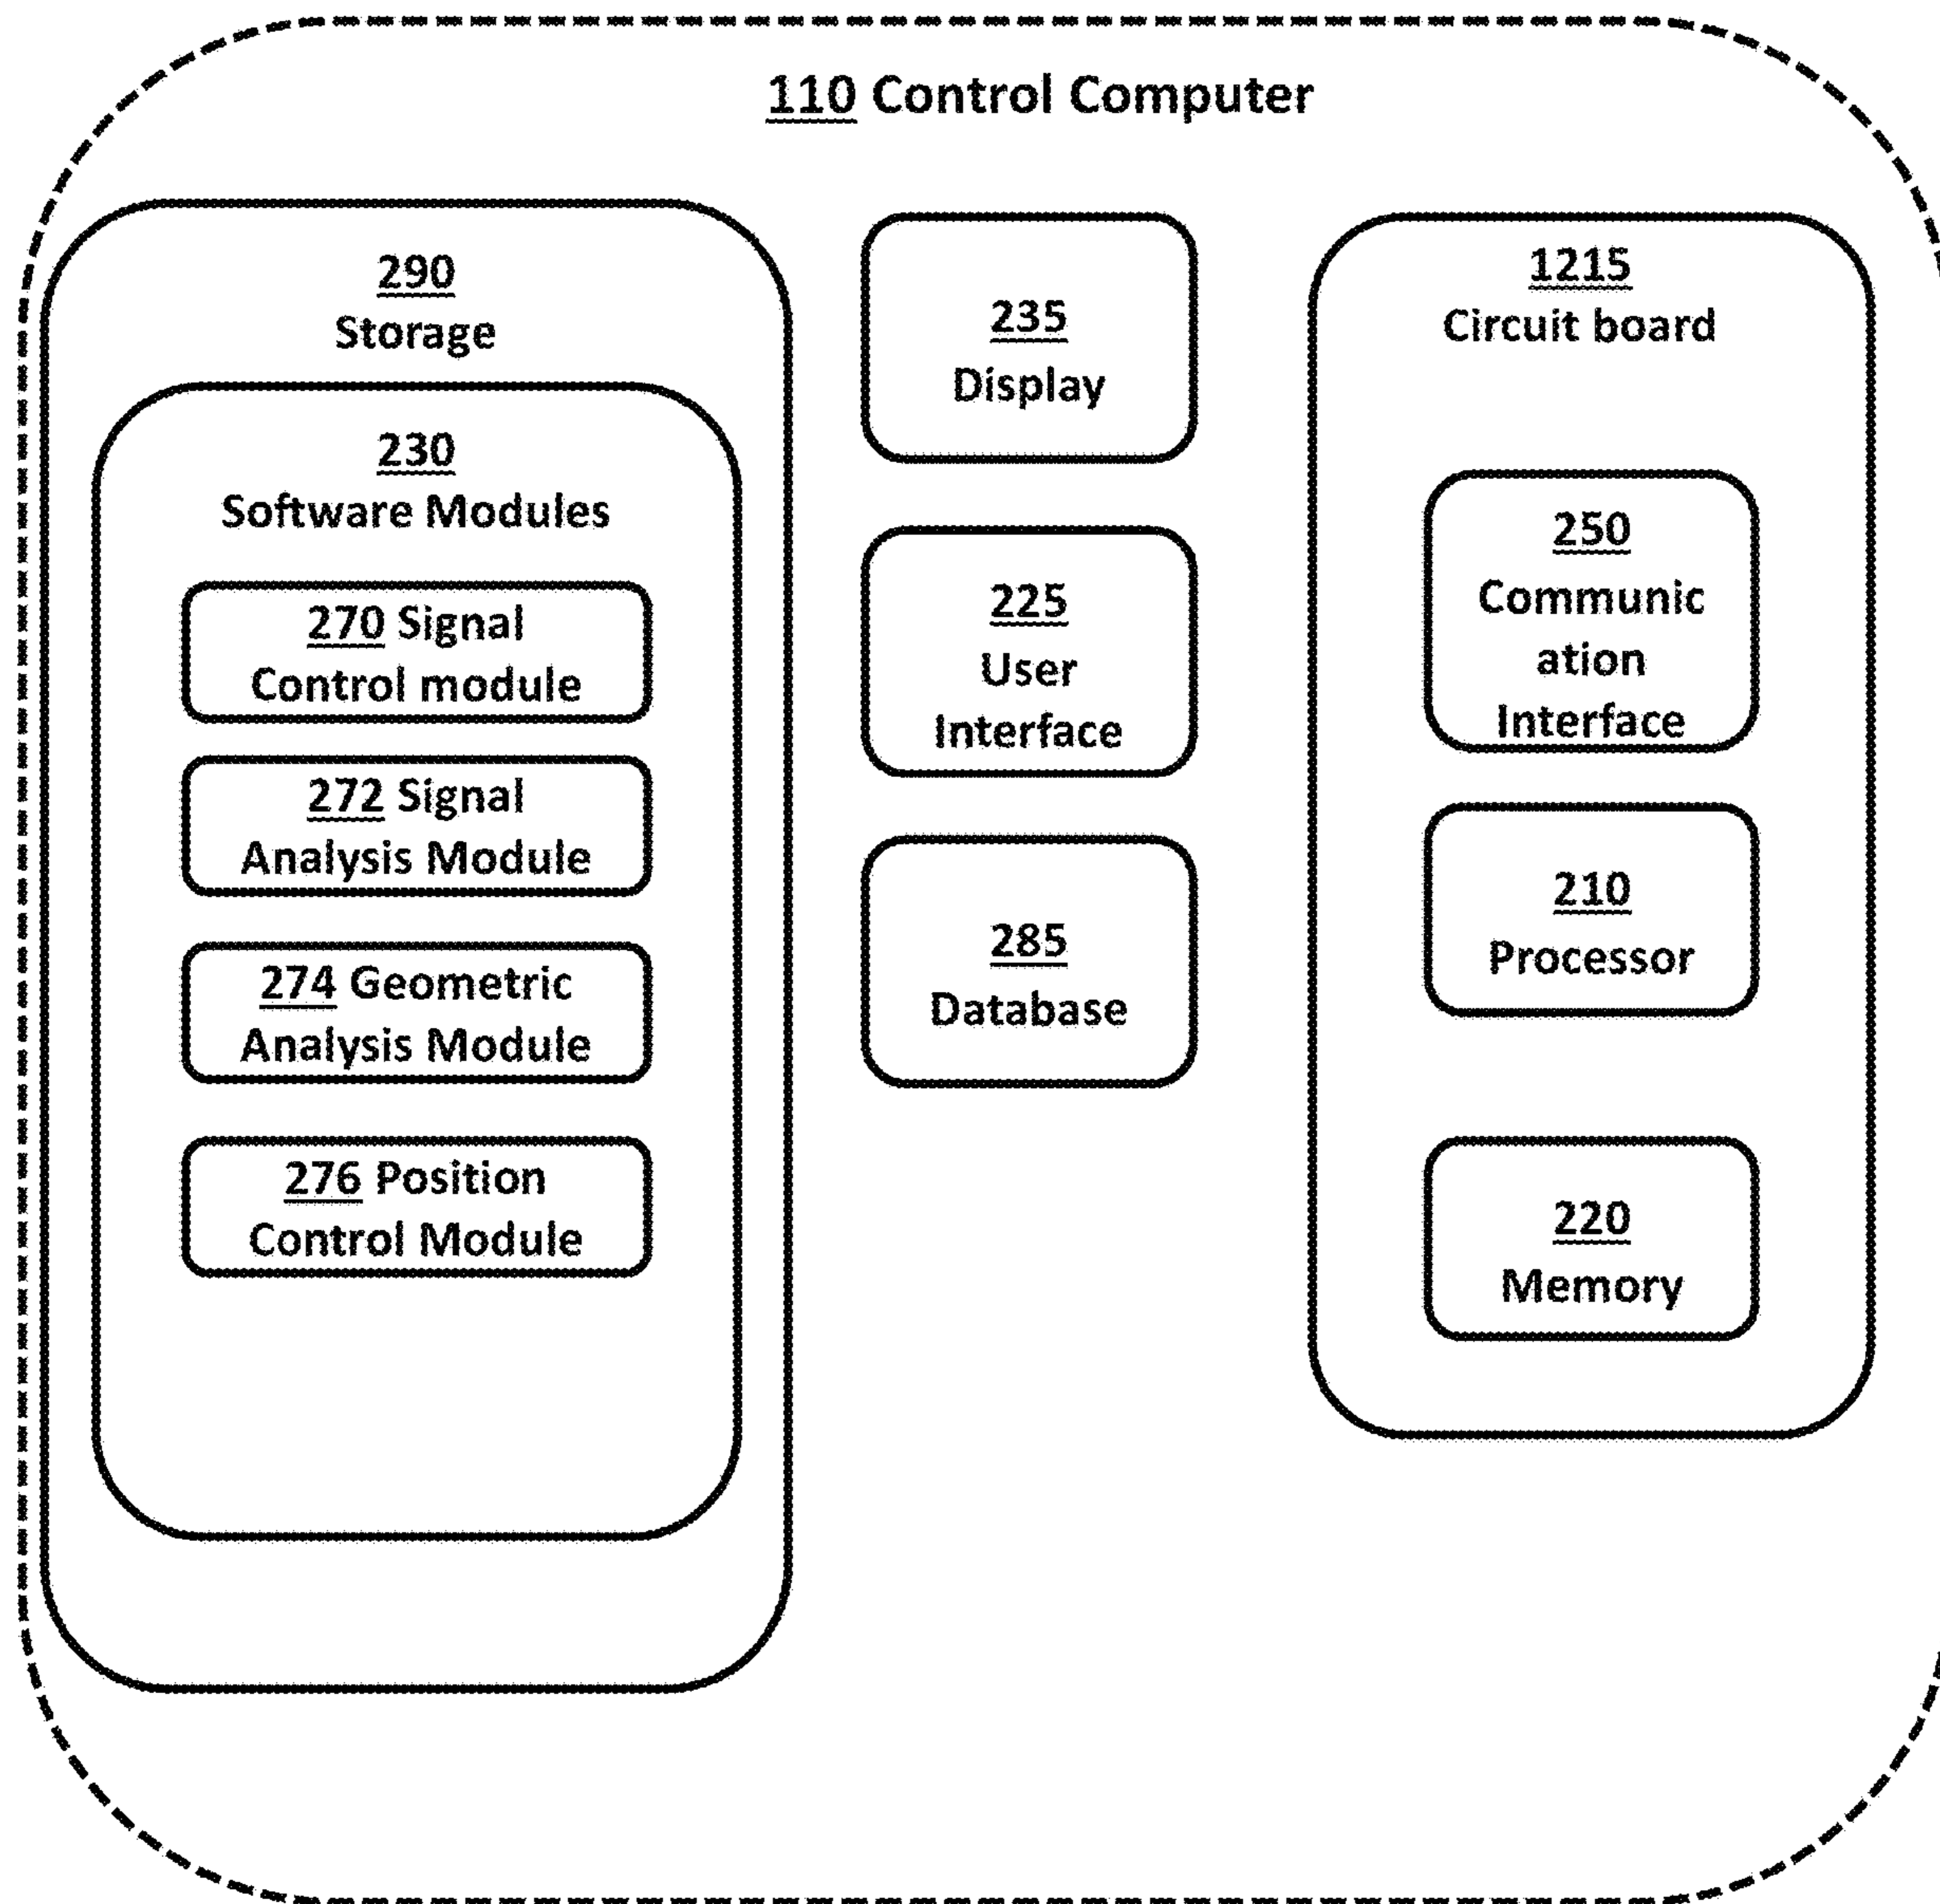 110 Control Computer
290
Storage
230
Software Modules
270 Signal
Control module
272 Signal
Analysis Module
274 Geometric
Analysis Module
276 Position
Control Module
235
Display
225
User
Interface
285
Database
1215
Circuit board
250
Communic
ation
Interface
210
Processor
220
Memory